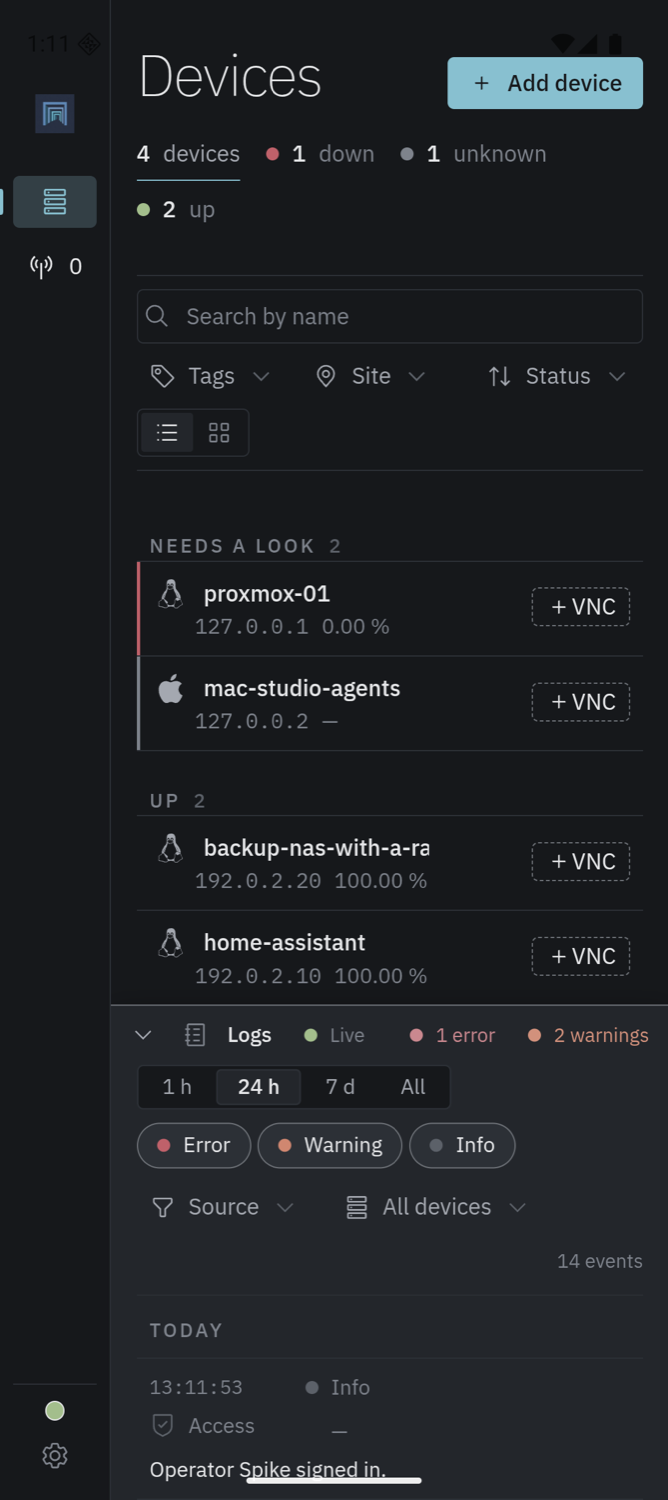 1:11
Devices
+ Add device
4 devices 1 down 1 unknown
2 up
0
Search by name
Tags Site Status
NEEDS A LOOK 2
proxmox-01
127.0.0.1 0.00 %
+ VNC
mac-studio-agents
127.0.0.2 —
+ VNC
UP 2
backup-nas-with-a-ra
192.0.2.20 100.00 %
+ VNC
home-assistant
192.0.2.10 100.00 %
+ VNC
Logs Live 1 error 2 warnings
1 h 24 h 7 d All
Error Warning Info
Source All devices
14 events
TODAY
13:11:53 Info
Access —
Operator Spike signed in.